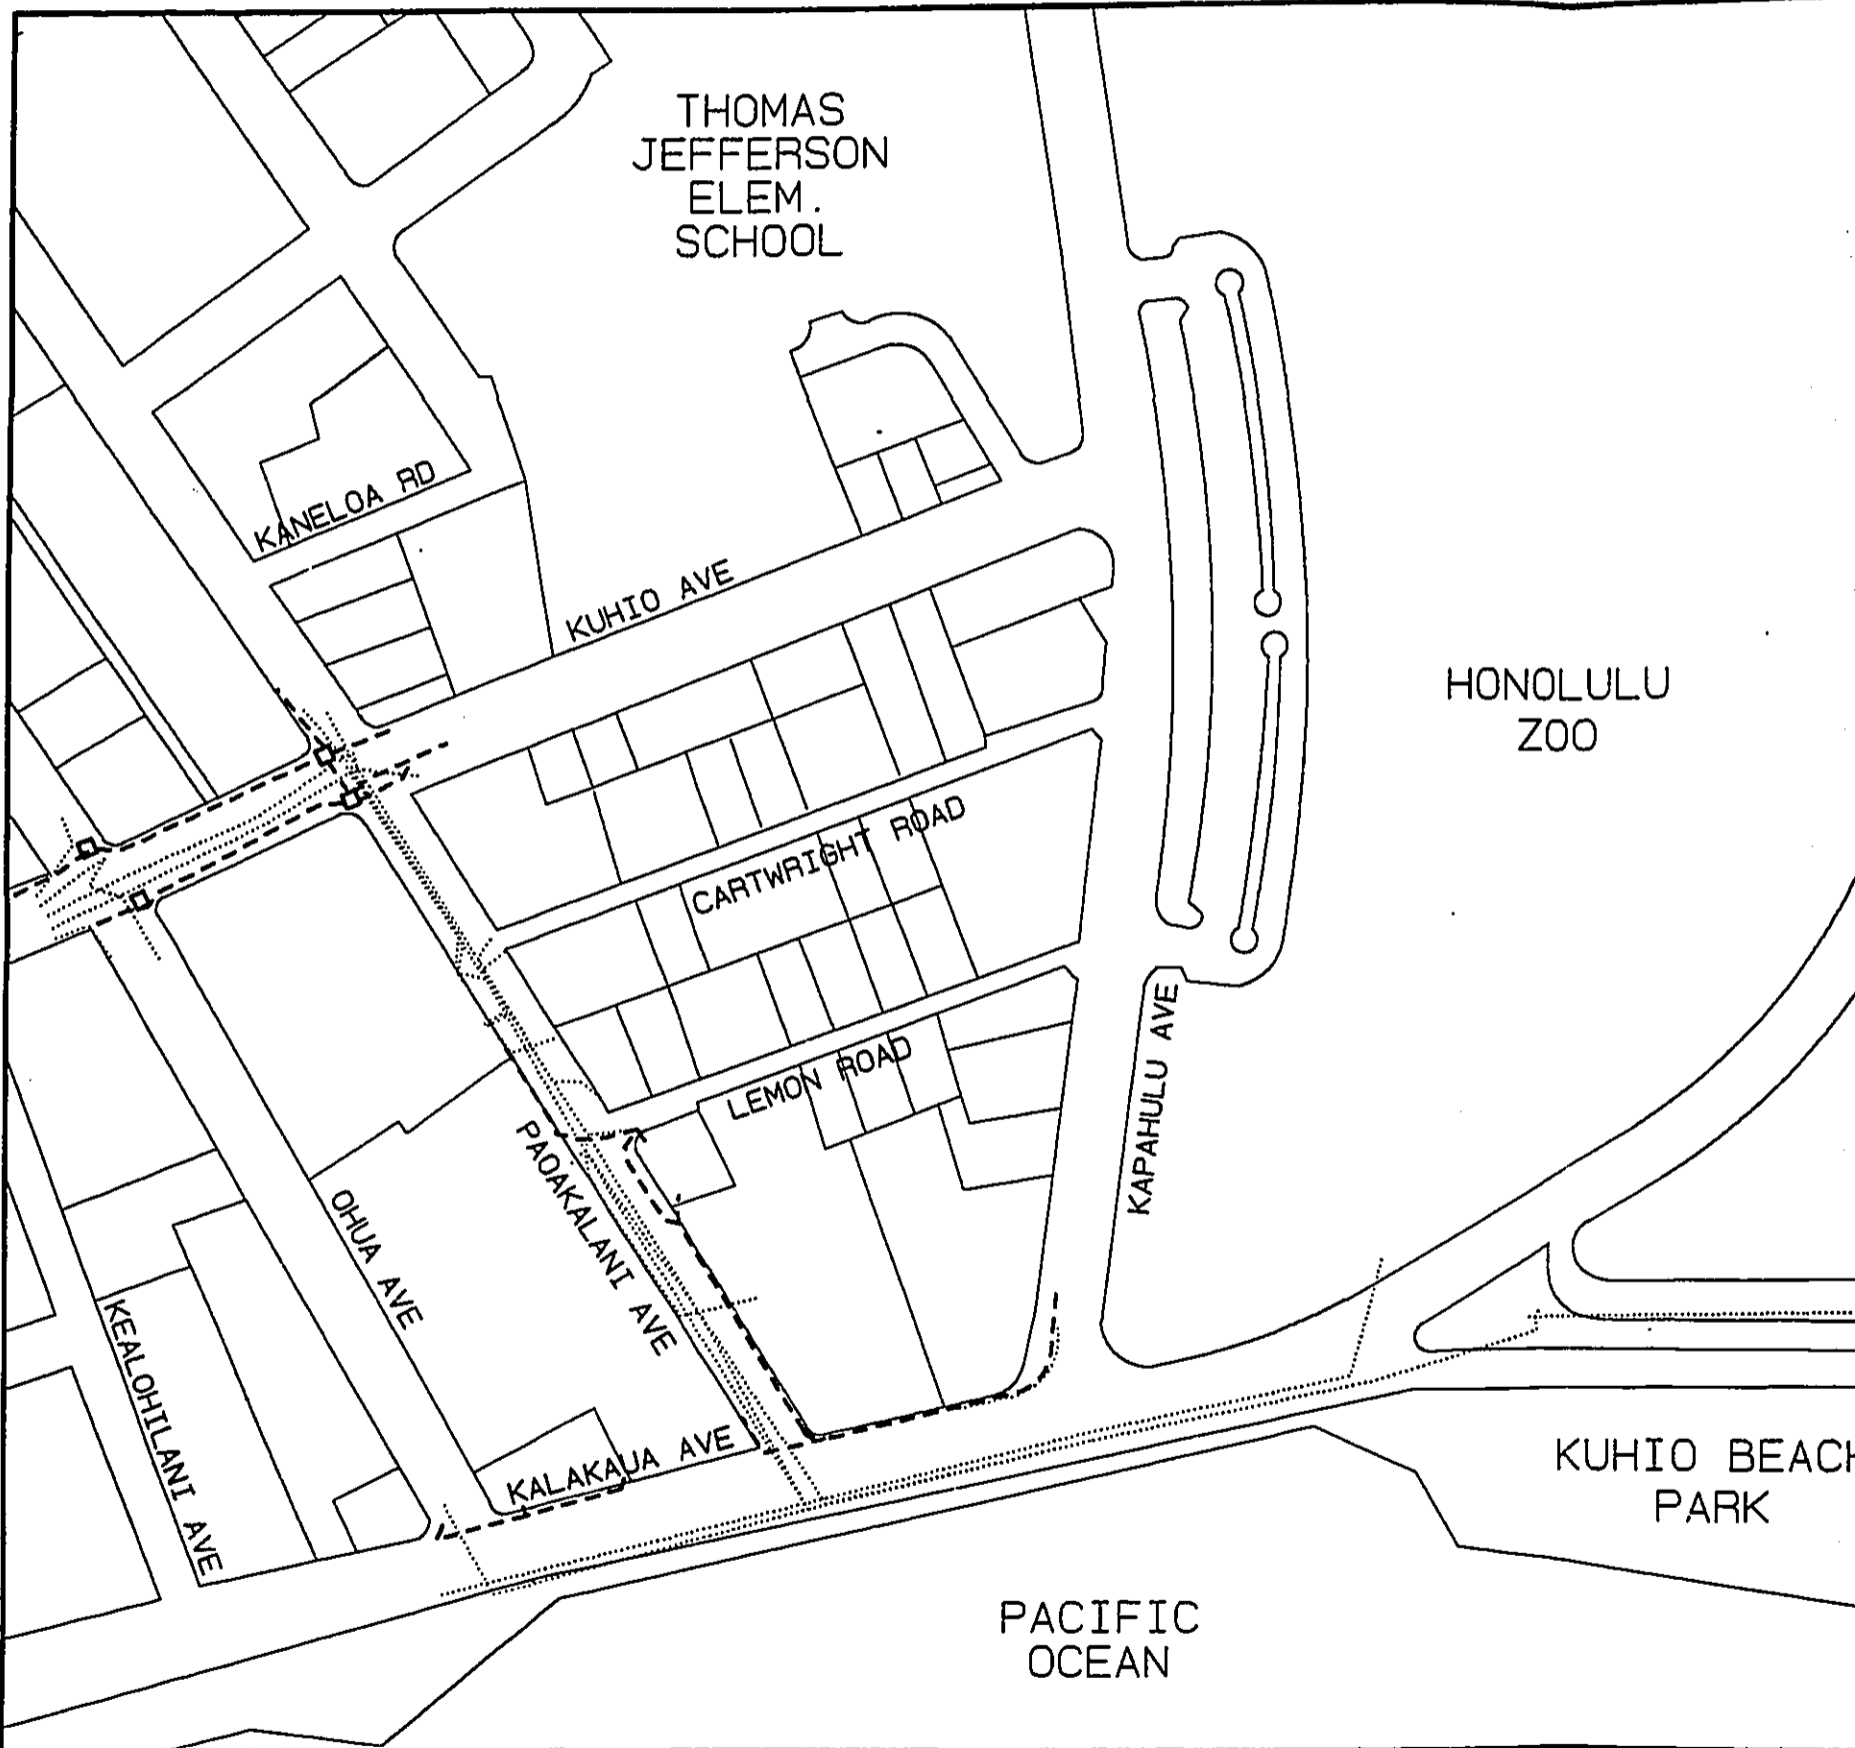 THOMAS
JEFFERSON
ELEM.
SCHOOL
KANELOA RD
KUHIO AVE
HONOLULU
ZOO
CARTWRIGHT ROAD
LEMON ROAD
KAPAHULU AVE
PAOAKALANI AVE
OHUA AVE
KEALOHILANI AVE
KALAKAUA AVE
KUHIO BEACH
PARK
PACIFIC
OCEAN